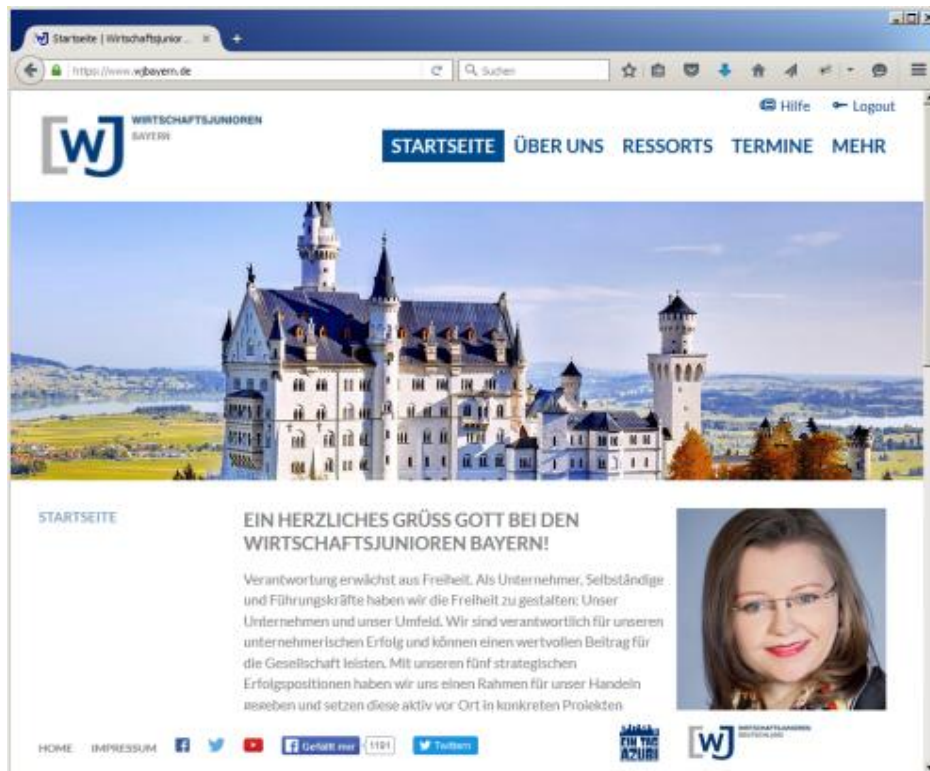 Startseite | Wirtschaftsjunior...
https://www.wjbayern.de
Suchen
Hilfe
Logout
WJ
WIRTSCHAFTSJUNIOREN
BAYERN
STARTSEITE ÜBER UNS RESSORTS TERMINE MEHR
STARTSEITE
EIN HERZLICHES GRÜSS GOTT BEI DEN
WIRTSCHAFTSJUNIOREN BAYERN!
Verantwortung erwächst aus Freiheit. Als Unternehmer, Selbständige
und Führungskräfte haben wir die Freiheit zu gestalten: Unser
Unternehmen und unser Umfeld. Wir sind verantwortlich für unseren
unternehmerischen Erfolg und können einen wertvollen Beitrag für
die Gesellschaft leisten. Mit unseren fünf strategischen
Erfolgspositionen haben wir uns einen Rahmen für unser Handeln
gegeben und setzen diese aktiv vor Ort in konkreten Projekten
HOME IMPRESSUM
Gefällt mir 1191
Twittern
EIN TAG
AZUBI
WJ
WIRTSCHAFTSJUNIOREN
DEUTSCHLAND